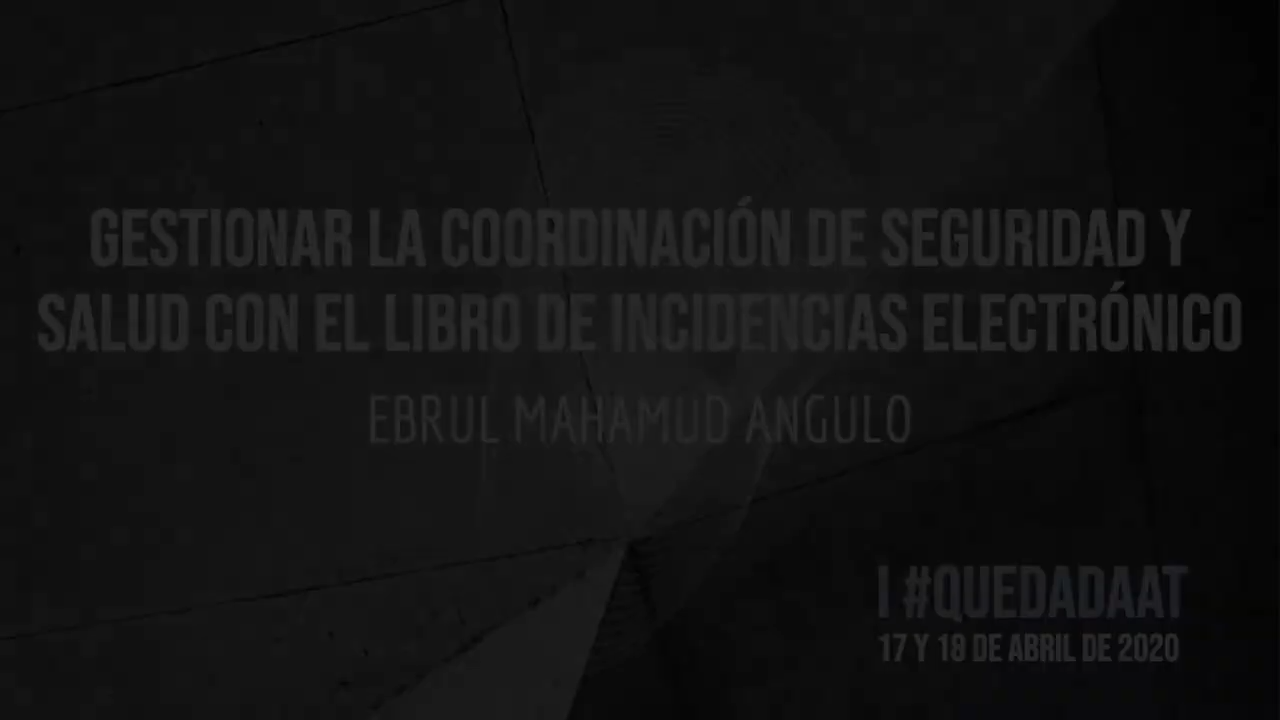 GESTIONAR LA COORDINACIÓN DE SEGURIDAD Y
SALUD CON EL LIBRO DE INCIDENCIAS ELECTRÓNICO
EBRUL MAHAMUD ANGULO
I #QUEDADAAT
17 Y 18 DE ABRIL DE 2020